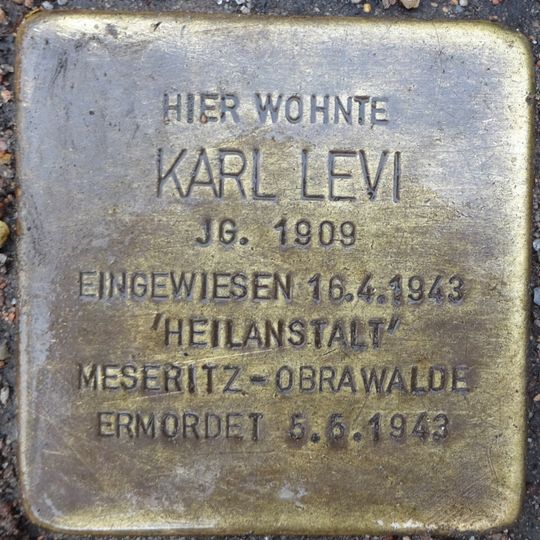 HIER WOHNTE
KARL LEVI
JG. 1909
EINGEWIESEN 16.4.1943
'HEILANSTALT'
MESERITZ-OBRAWALDE
ERMORDET 5.6.1943